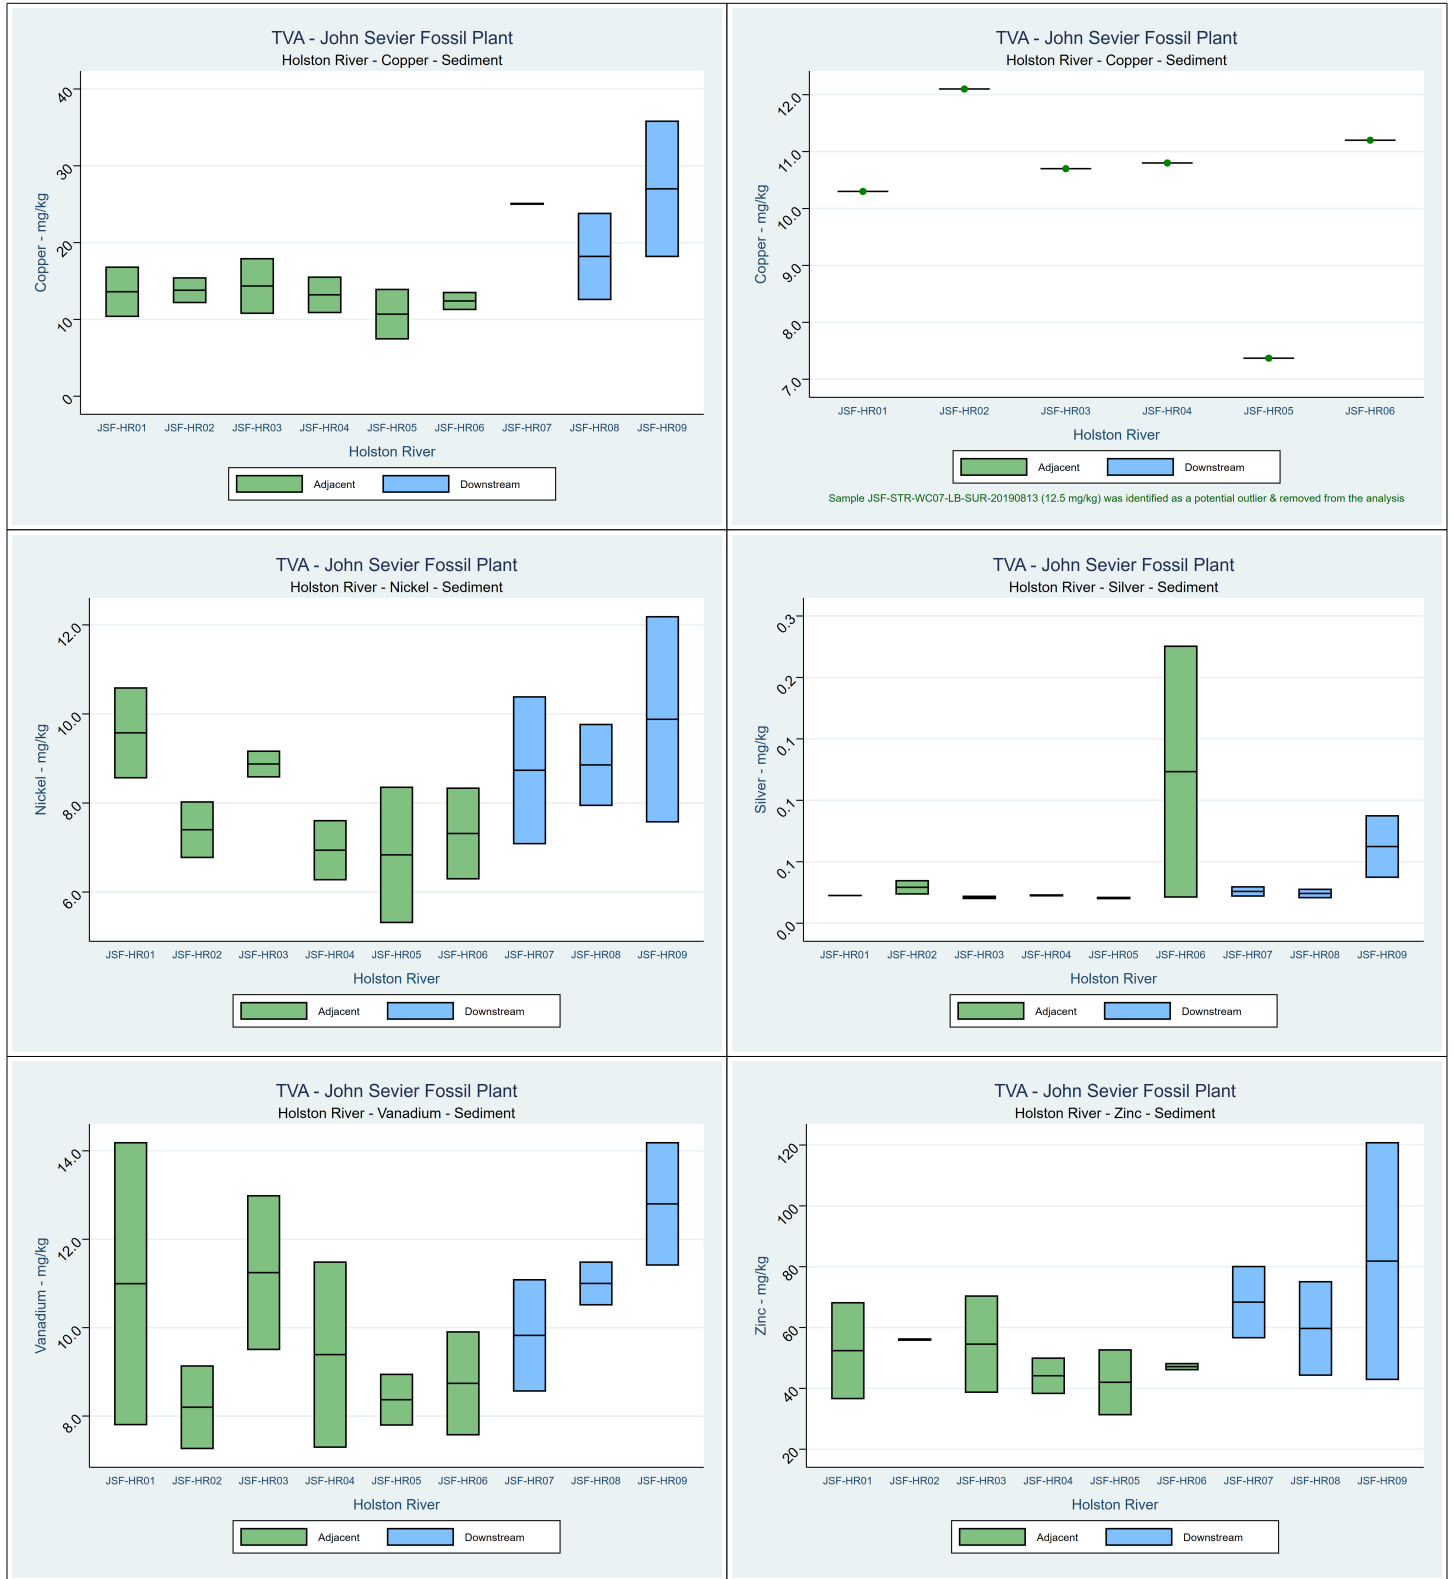 TVA - John Sevier Fossil Plant
Holston River - Copper - Sediment
Copper - mg/kg
40
30
20
10
0
JSF-HR01 JSF-HR02 JSF-HR03 JSF-HR04 JSF-HR05 JSF-HR06 JSF-HR07 JSF-HR08 JSF-HR09
Holston River
Adjacent Downstream
TVA - John Sevier Fossil Plant
Holston River - Copper - Sediment
Copper - mg/kg
12.0
11.0
10.0
9.0
8.0
7.0
JSF-HR01 JSF-HR02 JSF-HR03 JSF-HR04 JSF-HR05 JSF-HR06
Holston River
Adjacent Downstream
Sample JSF-STR-WC07-LB-SUR-20190813 (12.5 mg/kg) was identified as a potential outlier & removed from the analysis
TVA - John Sevier Fossil Plant
Holston River - Nickel - Sediment
Nickel - mg/kg
12.0
10.0
8.0
6.0
JSF-HR01 JSF-HR02 JSF-HR03 JSF-HR04 JSF-HR05 JSF-HR06 JSF-HR07 JSF-HR08 JSF-HR09
Holston River
Adjacent Downstream
TVA - John Sevier Fossil Plant
Holston River - Silver - Sediment
Silver - mg/kg
0.3
0.2
0.1
0.1
0.1
0.0
JSF-HR01 JSF-HR02 JSF-HR03 JSF-HR04 JSF-HR05 JSF-HR06 JSF-HR07 JSF-HR08 JSF-HR09
Holston River
Adjacent Downstream
TVA - John Sevier Fossil Plant
Holston River - Vanadium - Sediment
Vanadium - mg/kg
14.0
12.0
10.0
8.0
JSF-HR01 JSF-HR02 JSF-HR03 JSF-HR04 JSF-HR05 JSF-HR06 JSF-HR07 JSF-HR08 JSF-HR09
Holston River
Adjacent Downstream
TVA - John Sevier Fossil Plant
Holston River - Zinc - Sediment
Zinc - mg/kg
120
100
80
60
40
20
JSF-HR01 JSF-HR02 JSF-HR03 JSF-HR04 JSF-HR05 JSF-HR06 JSF-HR07 JSF-HR08 JSF-HR09
Holston River
Adjacent Downstream